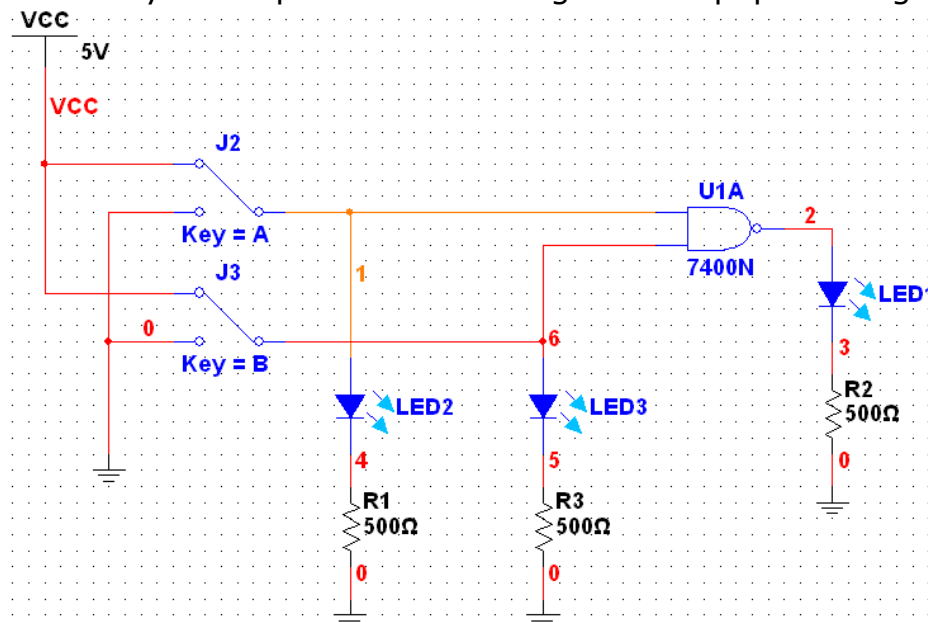 VCC
5V
VCC
J2
Key = A
J3
0
Key = B
1
U1A
7400N
2
6
LED1
3
LED2
LED3
R2
500Ω
4
5
0
R1
500Ω
R3
500Ω
0
0